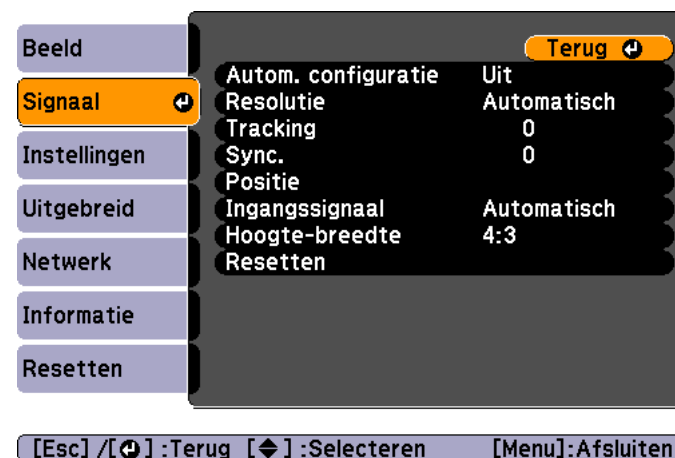 Beeld
Signaal
Instellingen
Uitgebreid
Netwerk
Informatie
Resetten
Terug
Autom. configuratie Uit
Resolutie Automatisch
Tracking 0
Sync. 0
Positie
Ingangssignaal Automatisch
Hoogte-breedte 4:3
Resetten
[Esc] /[ ] :Terug [ ] :Selecteren [Menu]:Afsluiten